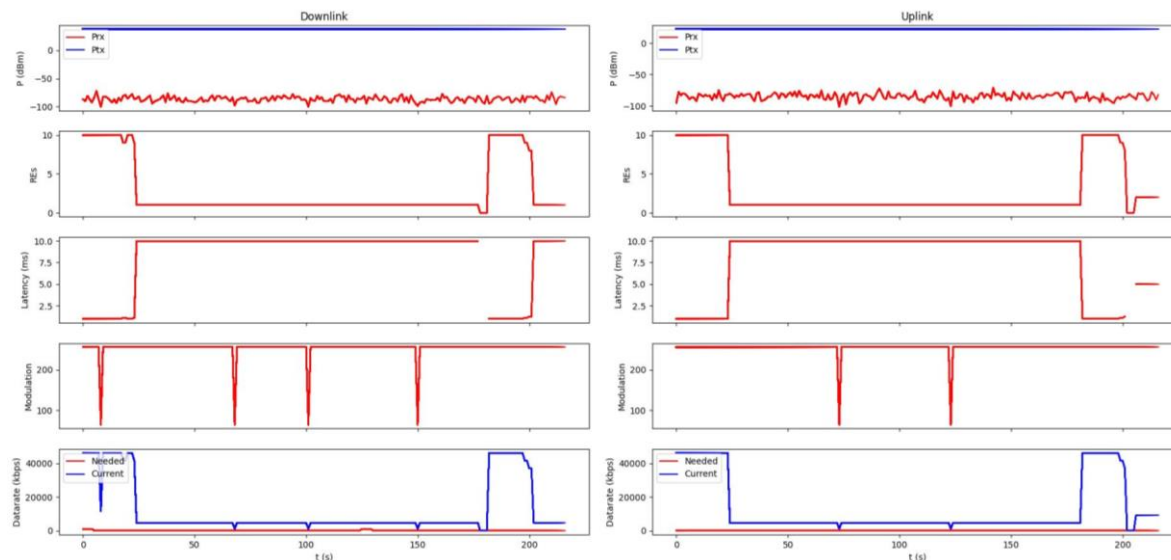 Downlink
Uplink
P (dBm)
0
−50
−100
Prx
Ptx
P (dBm)
0
−50
−100
Prx
Ptx
REs
10
5
0
REs
10
5
0
Latency (ms)
10.0
7.5
5.0
2.5
Latency (ms)
10.0
7.5
5.0
2.5
Modulation
200
100
Modulation
200
100
Datarate (kbps)
40000
20000
0
Needed
Current
0
50
100
150
200
t (s)
Datarate (kbps)
40000
20000
0
Needed
Current
0
50
100
150
200
t (s)